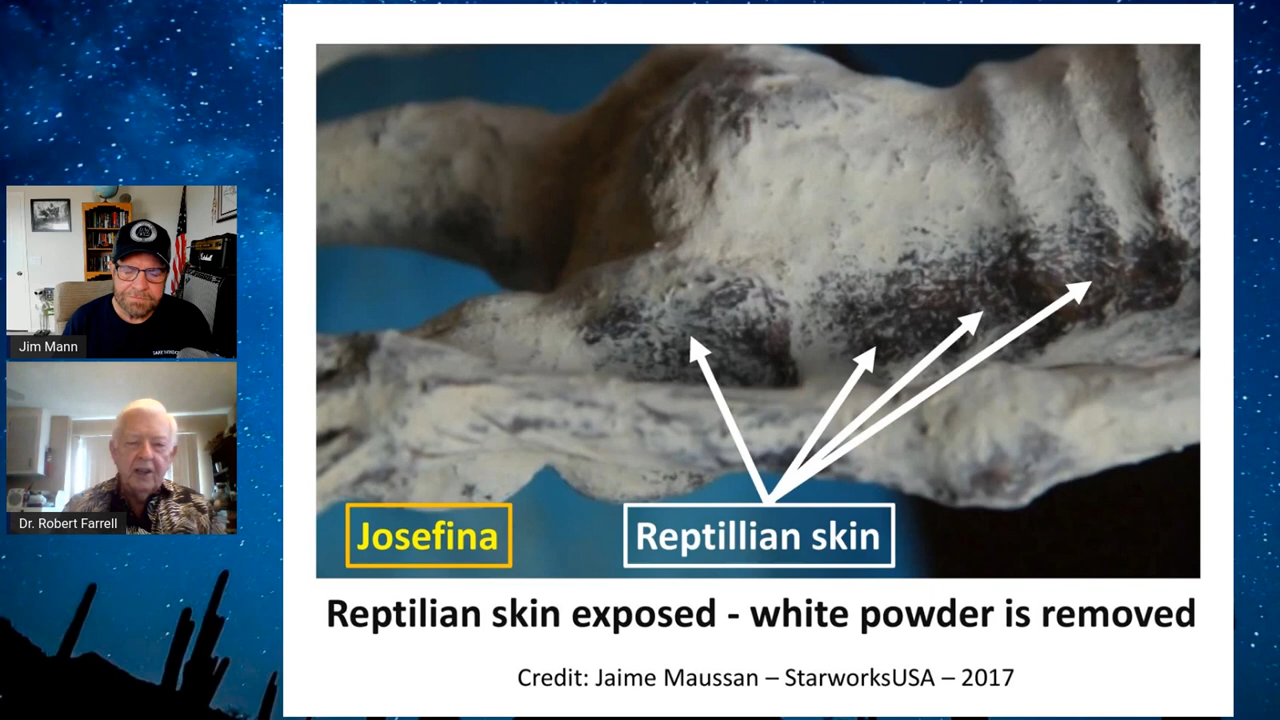 Jim Mann
Dr. Robert Farrell
Josefina
Reptillian skin
Reptilian skin exposed - white powder is removed
Credit: Jaime Maussan – StarworksUSA – 2017